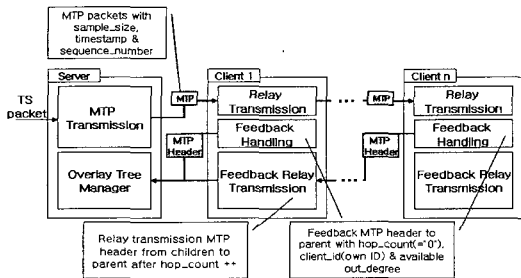 MTP packets with
sample_size,
timestamp &
sequence_number
Server
Client 1
Client n
TS
packet
MTP
Transmission
MTP
Relay
Transmission
MTP
Relay
Transmission
MTP
Header
Feedback
Handling
MTP
Header
Feedback
Handling
Overlay Tree
Manager
Feedback Relay
Transmission
Feedback Relay
Transmission
Relay transmission MTP
header from children to
parent after hop_count ++
Feedback MTP header to
parent with hop_count(="0"),
client_id(own ID) & available
out_degree